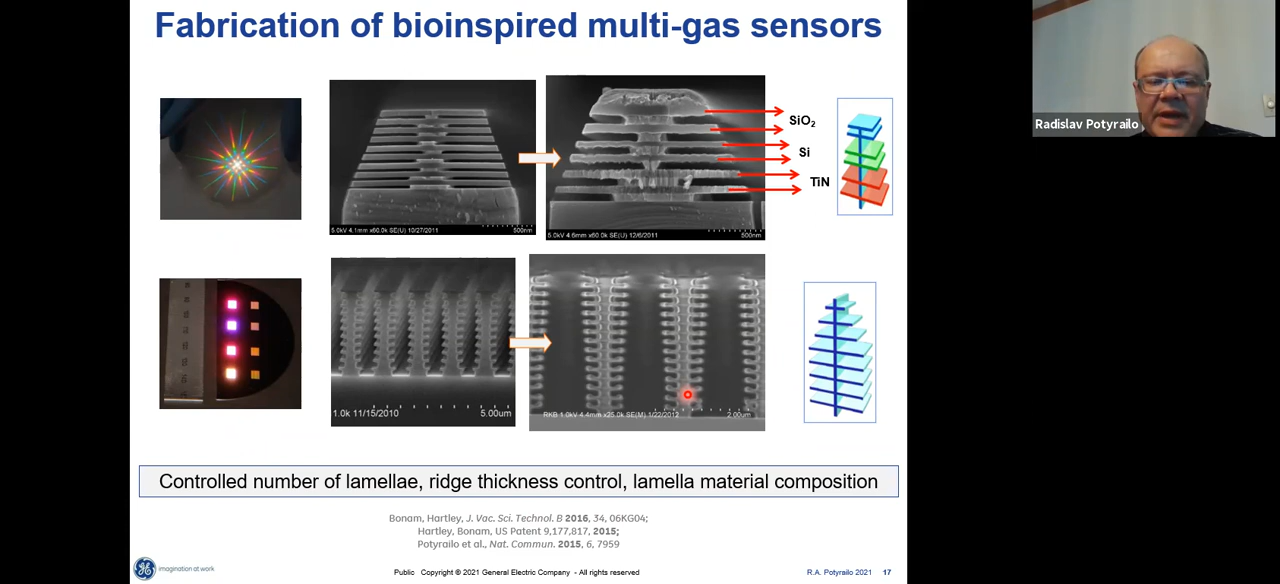 Fabrication of bioinspired multi-gas sensors
Radislav Potyrailo
SiO₂
Si
TiN
5.0kV 4.1mm x60.0k SE(U) 10/27/2011
500nm
5.0kV 4.6mm x60.0k SE(U) 12/6/2011
500nm
1.0k 11/15/2010
5.00um
RKB 1.0kV 4.4mm x25.0k SE(M) 1/22/2012
2.00um
Controlled number of lamellae, ridge thickness control, lamella material composition
Bonam, Hartley, J. Vac. Sci. Technol. B 2016, 34, 06KG04;
Hartley, Bonam, US Patent 9,177,817, 2015;
Potyrailo et al., Nat. Commun. 2015, 6, 7959
imagination at work
Public Copyright © 2021 General Electric Company - All rights reserved
R.A. Potyrailo 2021 17